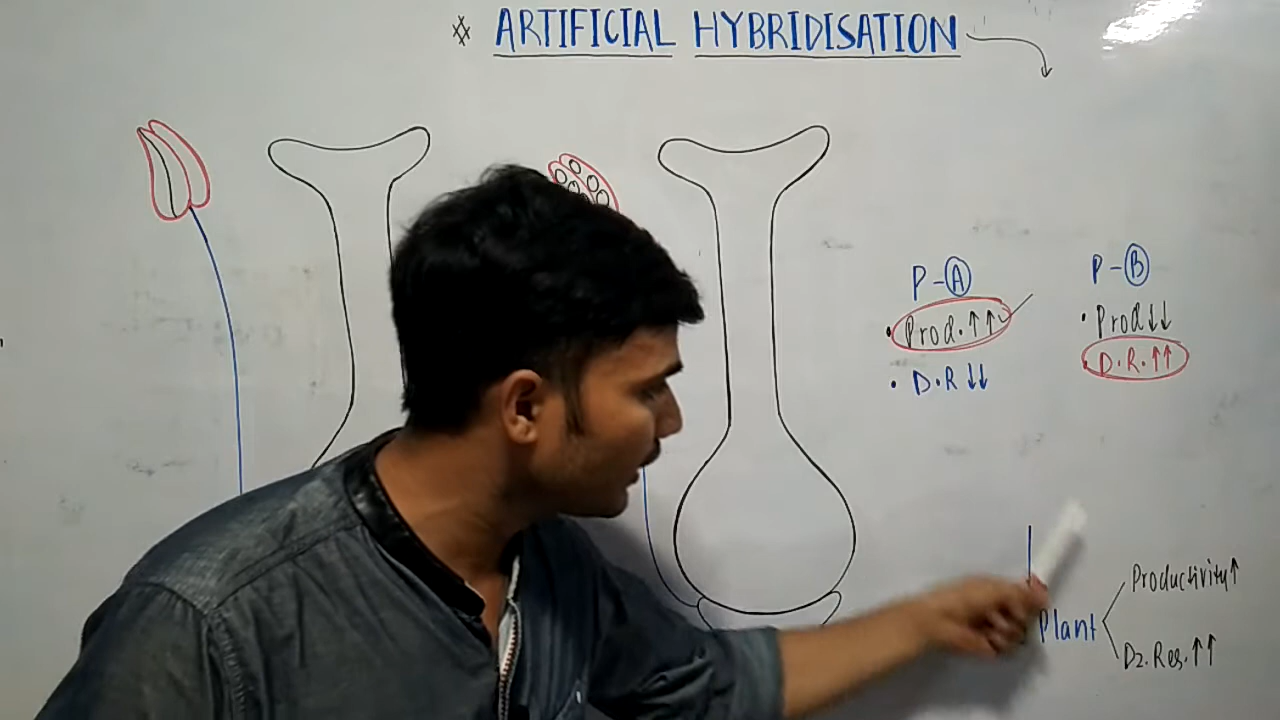 * ARTIFICIAL HYBRIDISATION
P-A
• Prod.↑↑✓
• D.R↓↓
P-B
• Prod↓↓
• D.R.↑↑
Plant
Productivity↑
Dz.Res.↑↑